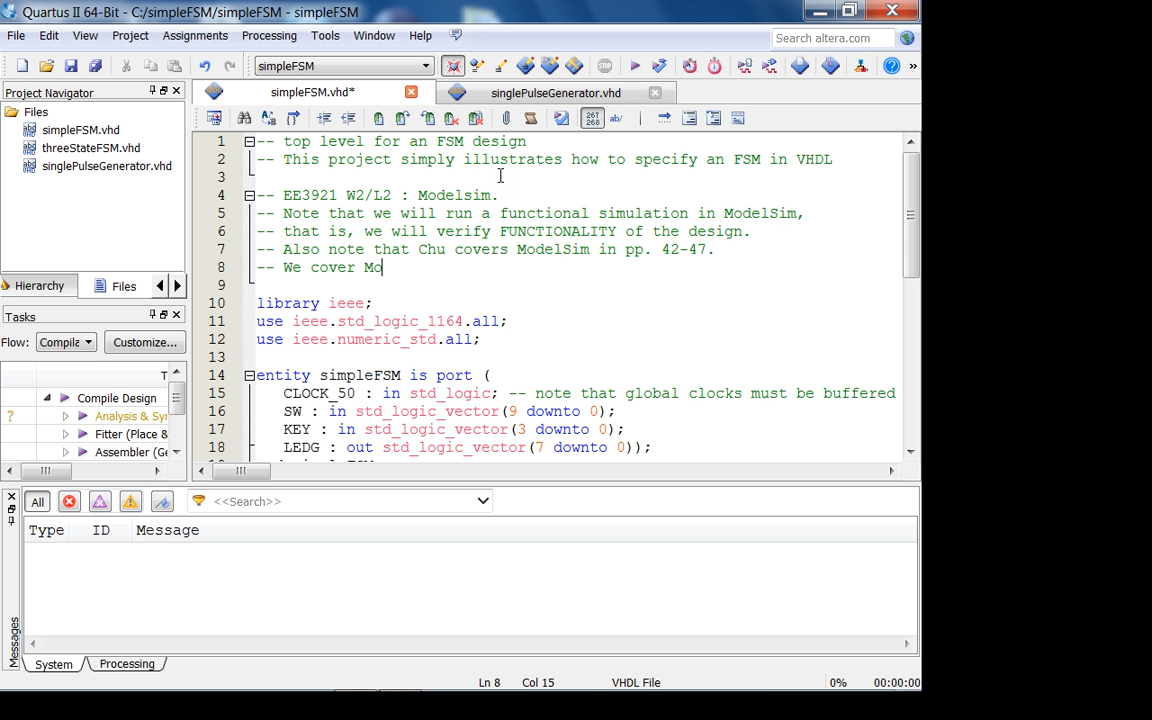 Quartus II 64-Bit - C:/simpleFSM/simpleFSM - simpleFSM
File Edit View Project Assignments Processing Tools Window Help
Search altera.com
simpleFSM
»
Project Navigator
simpleFSM.vhd*
singlePulseGenerator.vhd
Files
simpleFSM.vhd
threeStateFSM.vhd
singlePulseGenerator.vhd
267
268
ab/
1 -- top level for an FSM design
2 -- This project simply illustrates how to specify an FSM in VHDL
3
4 -- EE3921 W2/L2 : Modelsim.
5 -- Note that we will run a functional simulation in ModelSim,
6 -- that is, we will verify FUNCTIONALITY of the design.
7 -- Also note that Chu covers ModelSim in pp. 42-47.
8 -- We cover Mo
9
10 library ieee;
11 use ieee.std_logic_1164.all;
12 use ieee.numeric_std.all;
13
14 entity simpleFSM is port (
15 CLOCK_50 : in std_logic; -- note that global clocks must be buffered
16 SW : in std_logic_vector(9 downto 0);
17 KEY : in std_logic_vector(3 downto 0);
18 LEDG : out std_logic_vector(7 downto 0));
Hierarchy
Files
Tasks
Flow: Compila
Customize...
T
Compile Design
Analysis & Syn
Fitter (Place &
Assembler (Ge
All
<<Search>>
Type ID Message
Messages
System
Processing
Ln 8 Col 15 VHDL File 0% 00:00:00